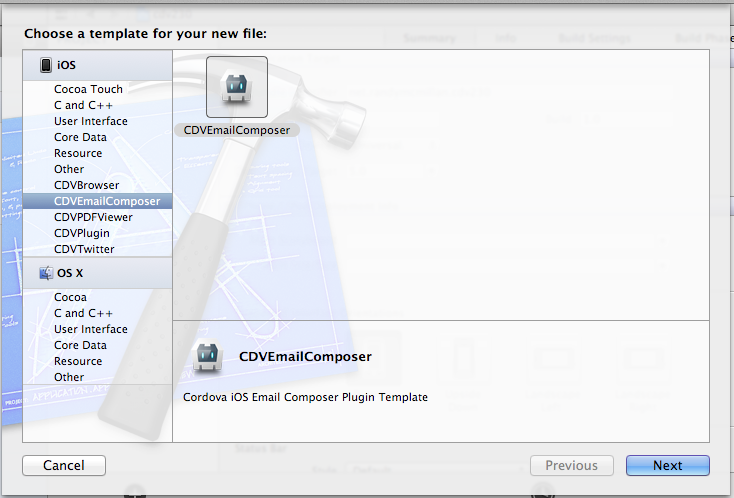 Choose a template for your new file:
iOS
Cocoa Touch
C and C++
User Interface
Core Data
Resource
Other
CDVBrowser
CDVEmailComposer
CDVPDFViewer
CDVPlugin
CDVTwitter
OS X
Cocoa
C and C++
User Interface
Core Data
Resource
Other
CDVEmailComposer
CDVEmailComposer
Cordova iOS Email Composer Plugin Template
Cancel
Previous
Next